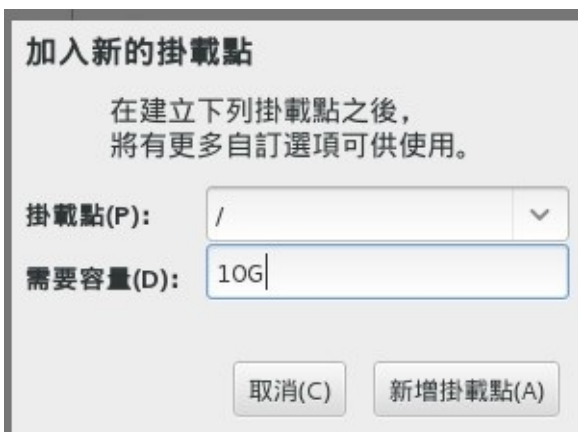 加入新的掛載點
在建立下列掛載點之後，
將有更多自訂選項可供使用。
掛載點(P)： /
需要容量(D)： 10G
取消(C) 新增掛載點(A)